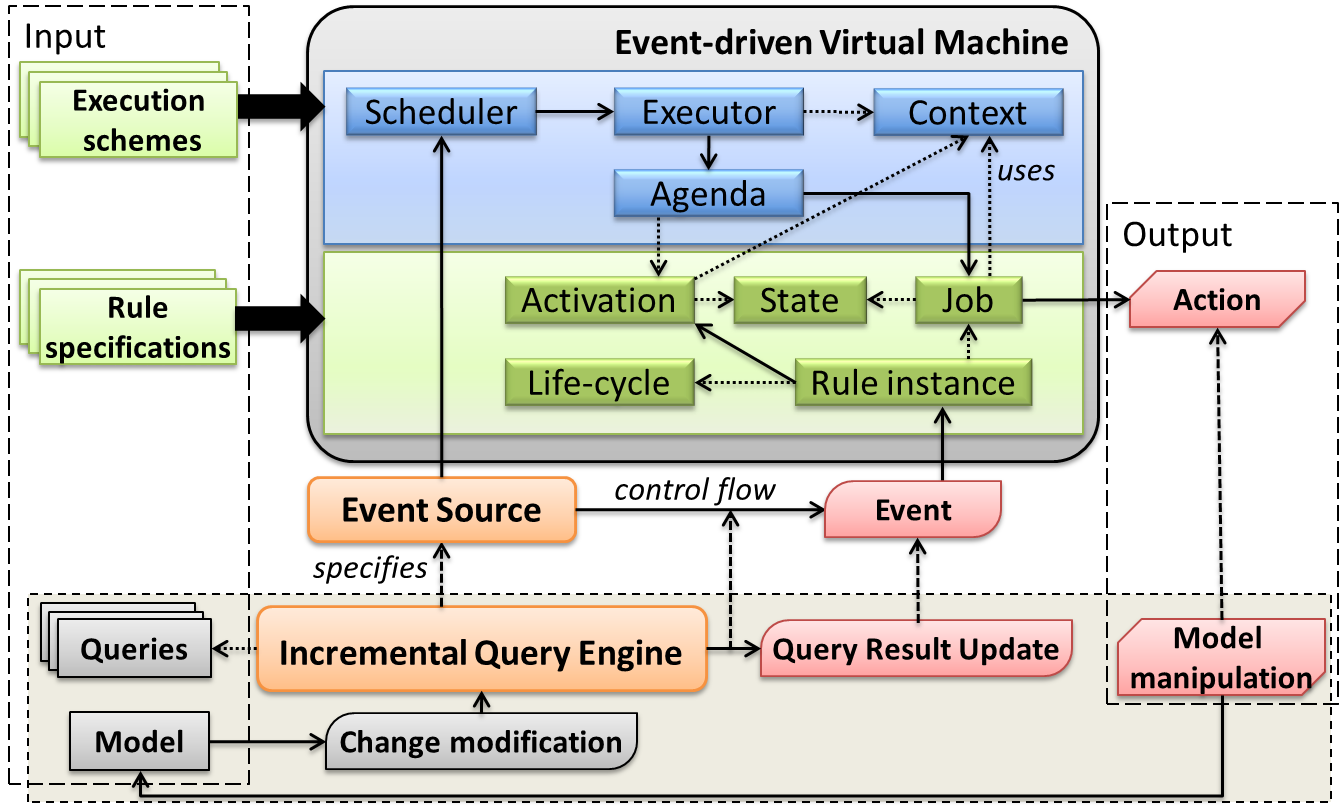 Input
Event-driven Virtual Machine
Execution
schemes
Scheduler
Executor
Context
Agenda
uses
Output
Rule
specifications
Activation
State
Job
Action
Life-cycle
Rule instance
Event Source
control flow
Event
specifies
Queries
Incremental Query Engine
Query Result Update
Model
manipulation
Model
Change modification